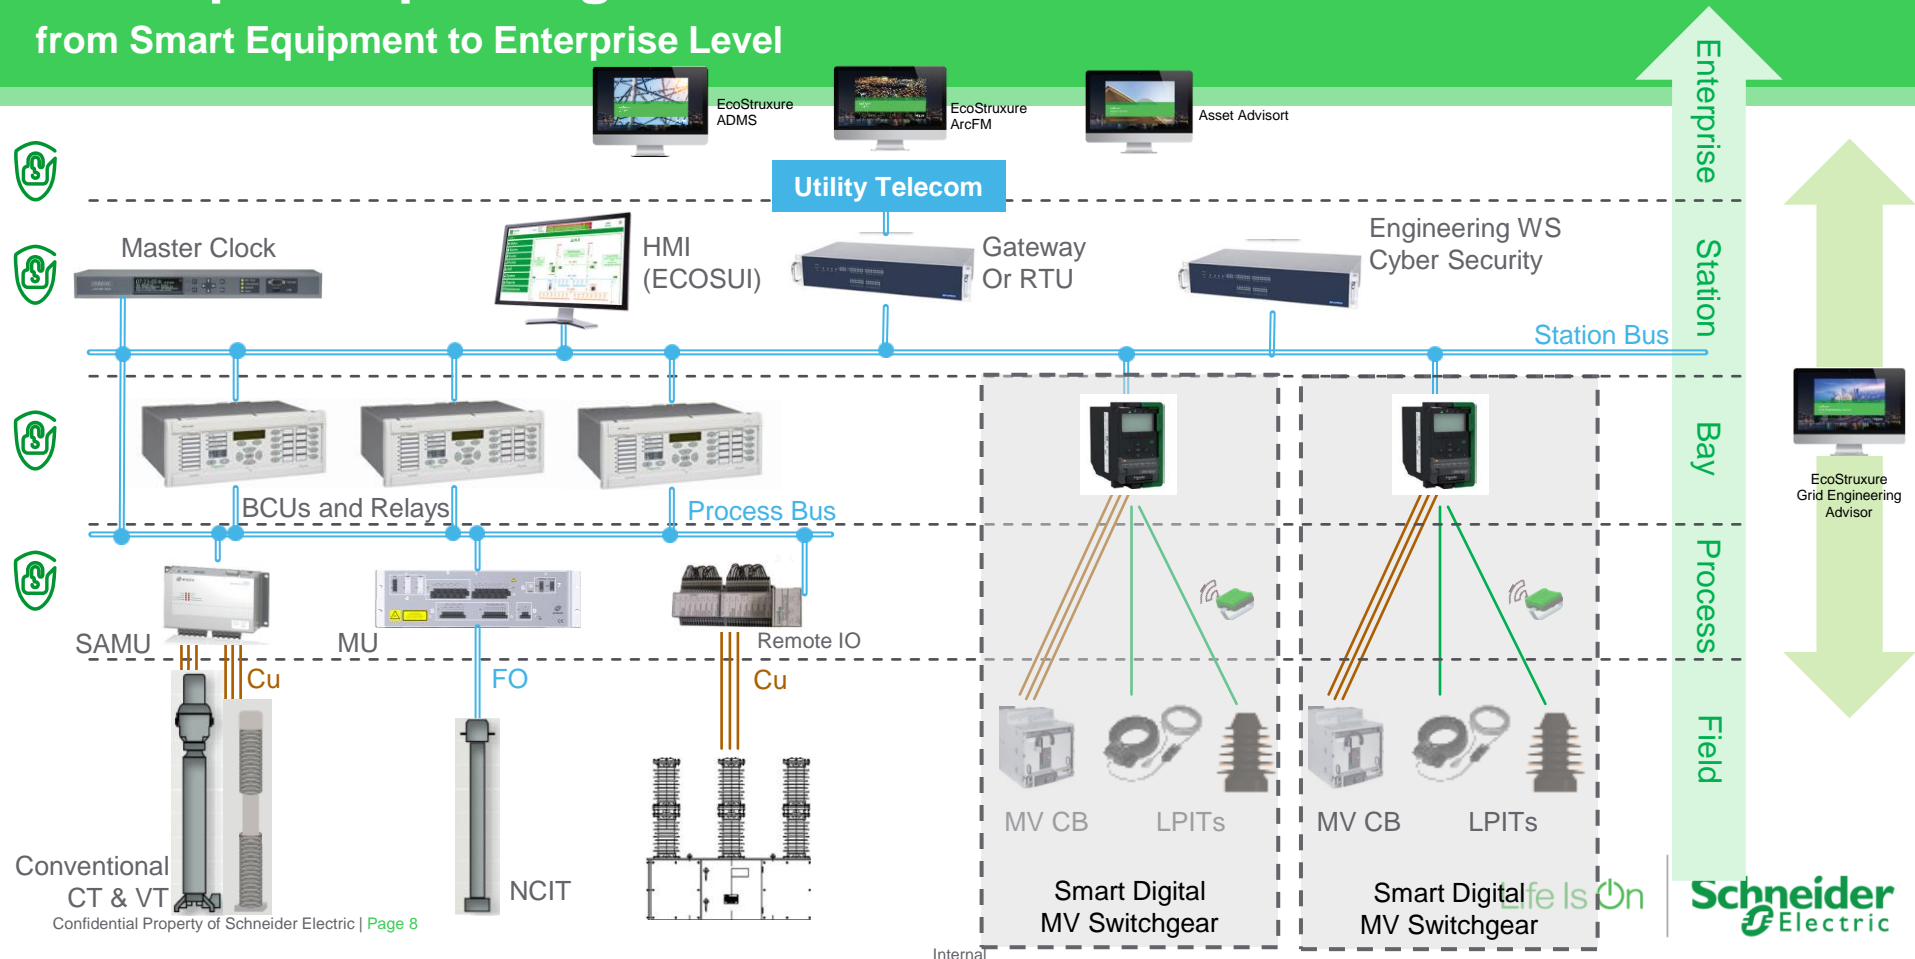 from Smart Equipment to Enterprise Level
EcoStruxure
ADMS
EcoStruxure
ArcFM
Asset Advisort
Enterprise
Utility Telecom
Master Clock
HMI
(ECOSUI)
Gateway
Or RTU
Engineering WS
Cyber Security
Station
Station Bus
BCUs and Relays
Process Bus
Bay
EcoStruxure
Grid Engineering
Advisor
Process
SAMU
MU
Remote IO
Cu
FO
Cu
Field
MV CB
LPITs
MV CB
LPITs
Conventional
CT & VT
NCIT
Smart Digital
MV Switchgear
Smart Digital
MV Switchgear
Life Is On
Schneider
Electric
Confidential Property of Schneider Electric | Page 8
Internal